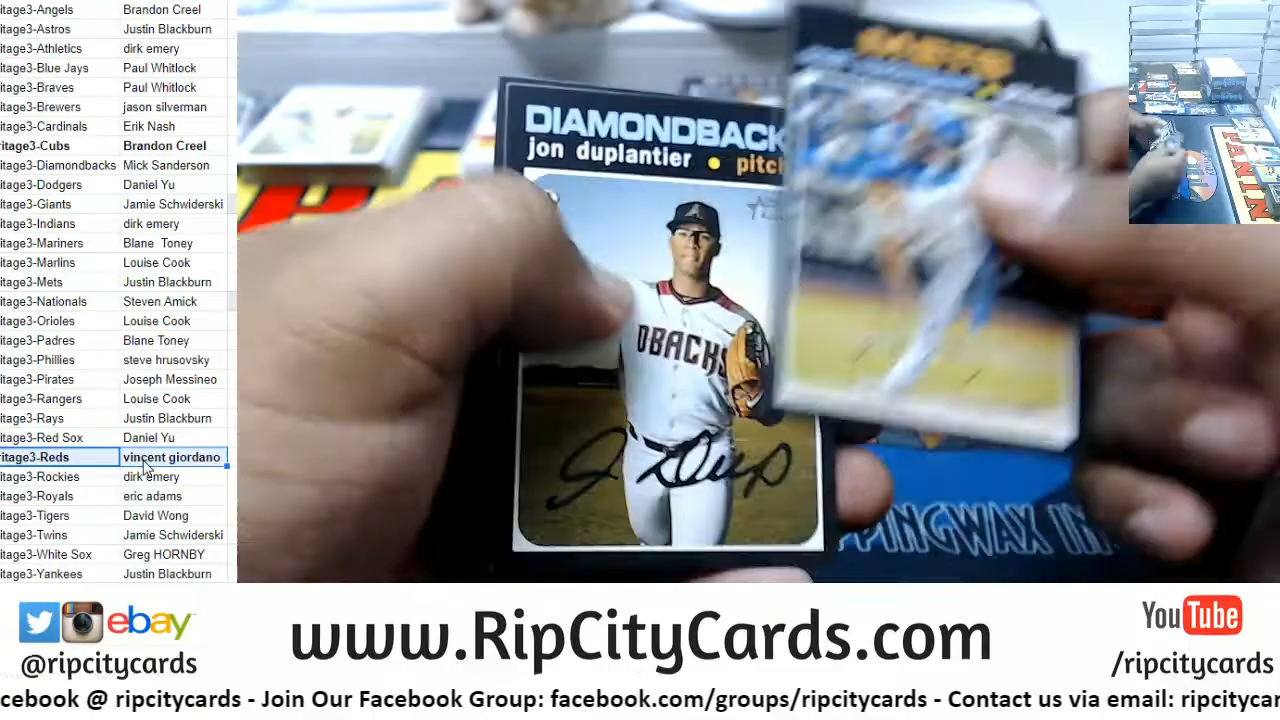 itage3-Angels Brandon Creel
itage3-Astros Justin Blackburn
itage3-Athletics dirk emery
itage3-Blue Jays Paul Whitlock
itage3-Braves Paul Whitlock
itage3-Brewers jason silverman
itage3-Cardinals Erik Nash
itage3-Cubs Brandon Creel
itage3-Diamondbacks Mick Sanderson
itage3-Dodgers Daniel Yu
itage3-Giants Jamie Schwiderski
itage3-Indians dirk emery
itage3-Mariners Blane Toney
itage3-Marlins Louise Cook
itage3-Mets Justin Blackburn
itage3-Nationals Steven Amick
itage3-Orioles Louise Cook
itage3-Padres Blane Toney
itage3-Phillies steve hrusovsky
itage3-Pirates Joseph Messineo
itage3-Rangers Louise Cook
itage3-Rays Justin Blackburn
itage3-Red Sox Daniel Yu
itage3-Reds vincent giordano
itage3-Rockies dirk emery
itage3-Royals eric adams
itage3-Tigers David Wong
itage3-Twins Jamie Schwiderski
itage3-White Sox Greg HORNBY
itage3-Yankees Justin Blackburn
DIAMONDBACK
jon duplantier pitc
DBACKS
METS
PPINGWAX IN
PANIN
ebay
@ripcitycards
www.RipCityCards.com
YouTube
/ripcitycards
cebook @ ripcitycards - Join Our Facebook Group: facebook.com/groups/ripcitycards - Contact us via email: ripcitycar